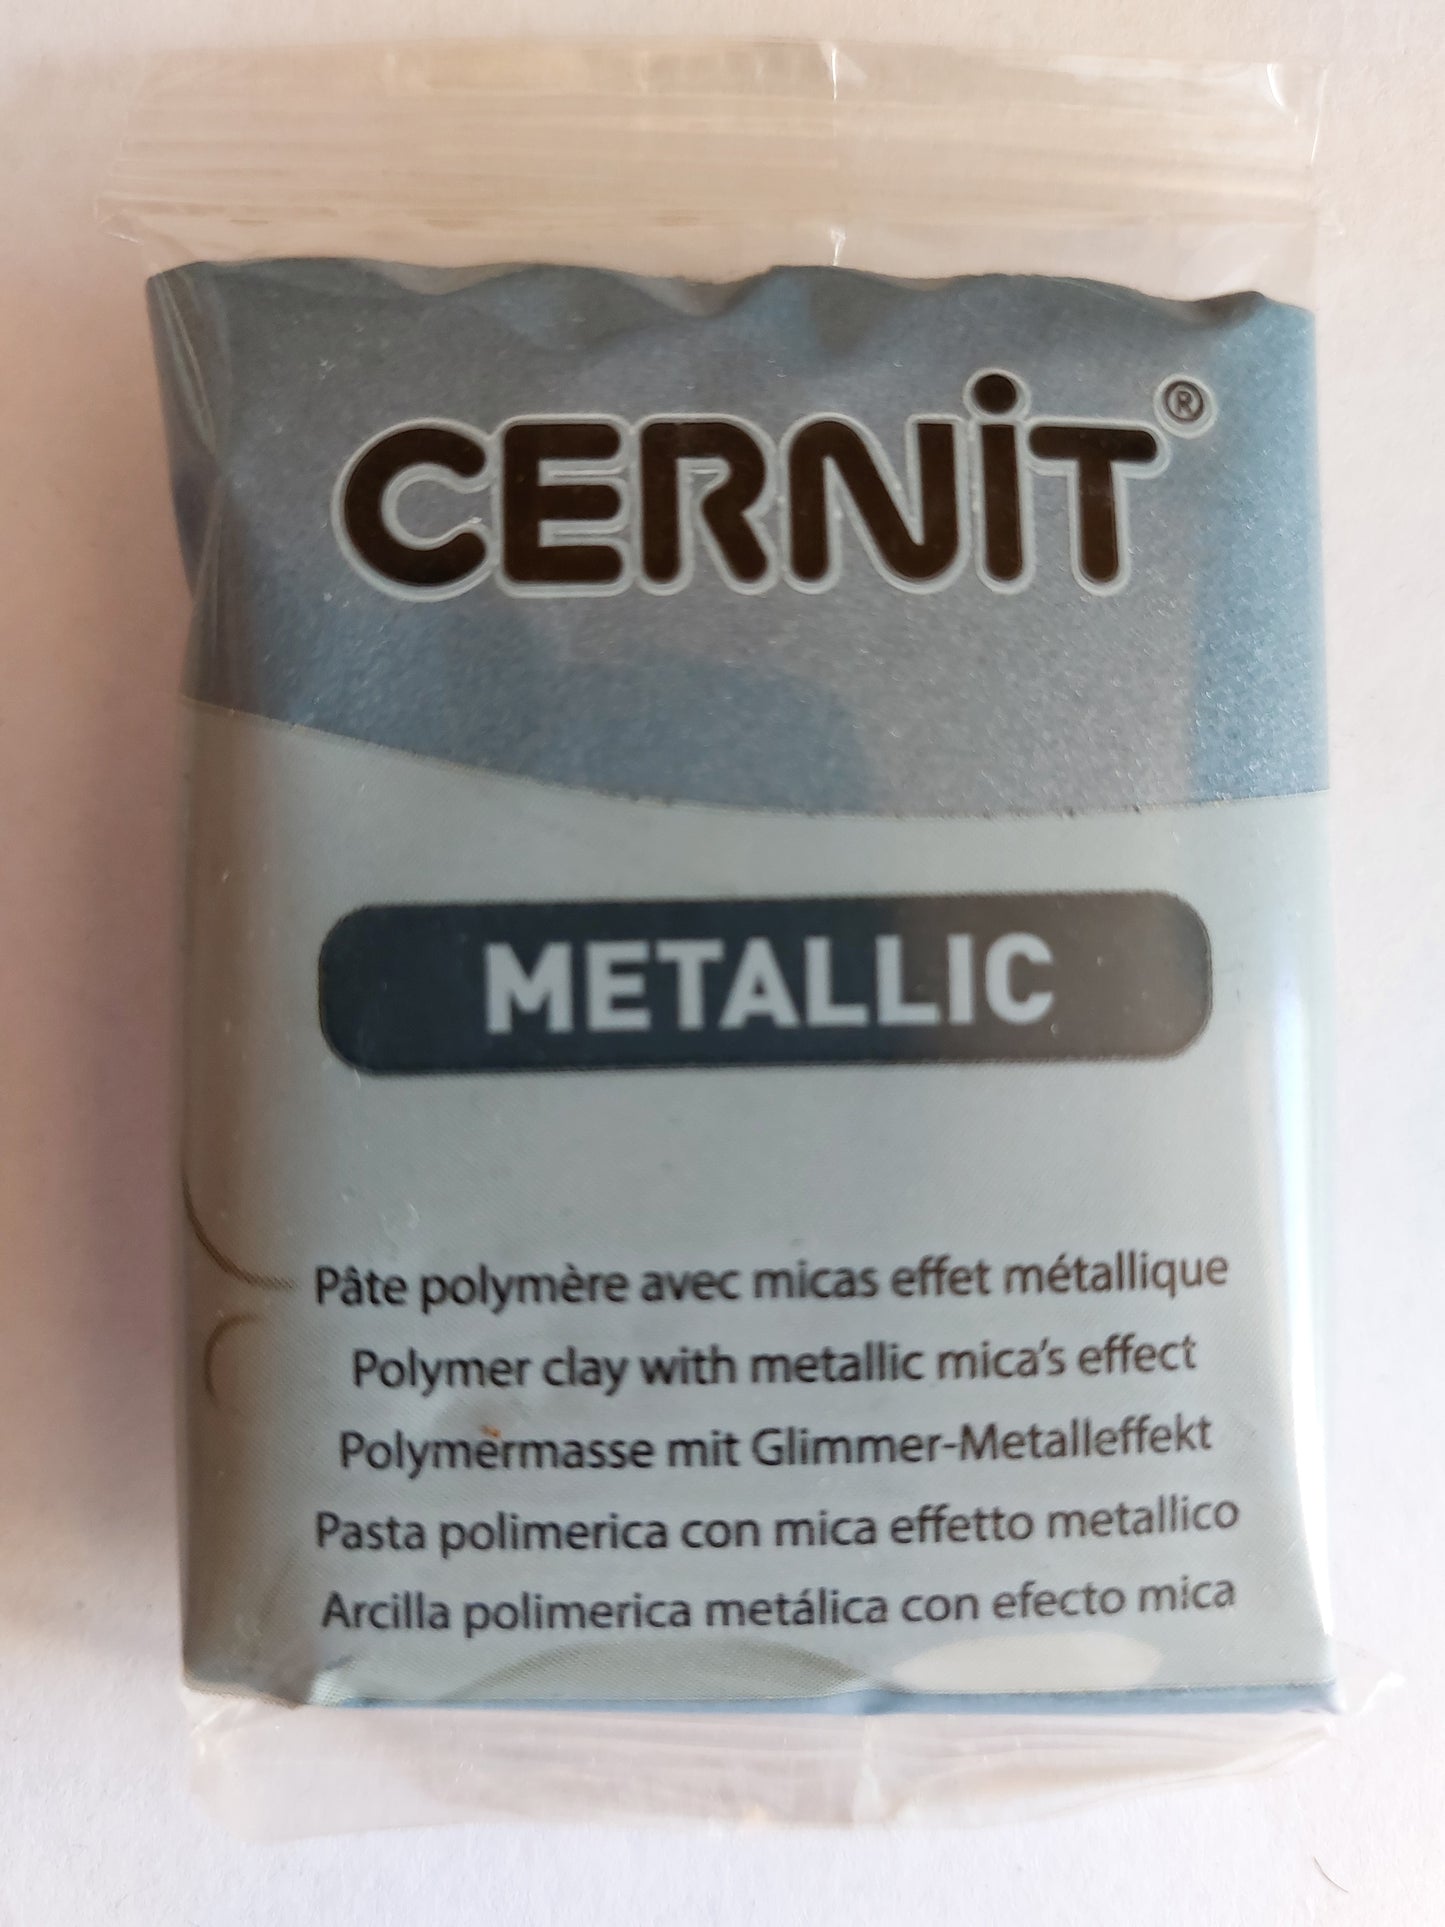 CERNiT®
METALLIC
Pâte polymère avec micas effet métallique
Polymer clay with metallic mica's effect
Polymermasse mit Glimmer-Metalleffekt
Pasta polimerica con mica effetto metallico
Arcilla polimerica metálica con efecto mica